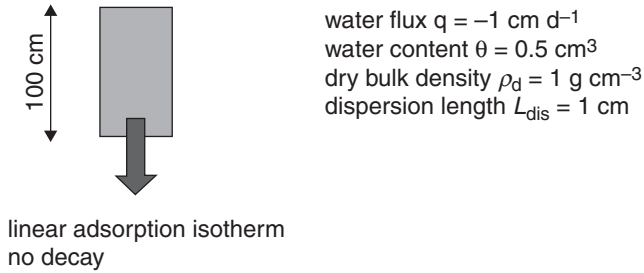 100 cm
water flux q = –1 cm d–1
water content θ = 0.5 cm3
dry bulk density ρd = 1 g cm–3
dispersion length Ldis = 1 cm
linear adsorption isotherm
no decay